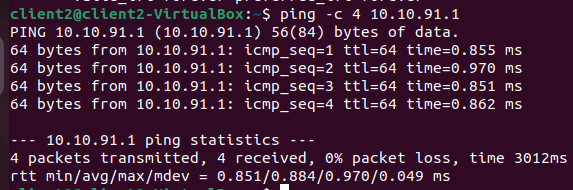 client2@client2-VirtualBox:~$ ping -c 4 10.10.91.1
PING 10.10.91.1 (10.10.91.1) 56(84) bytes of data.
64 bytes from 10.10.91.1: icmp_seq=1 ttl=64 time=0.855 ms
64 bytes from 10.10.91.1: icmp_seq=2 ttl=64 time=0.970 ms
64 bytes from 10.10.91.1: icmp_seq=3 ttl=64 time=0.851 ms
64 bytes from 10.10.91.1: icmp_seq=4 ttl=64 time=0.862 ms
--- 10.10.91.1 ping statistics ---
4 packets transmitted, 4 received, 0% packet loss, time 3012ms
rtt min/avg/max/mdev = 0.851/0.884/0.970/0.049 ms